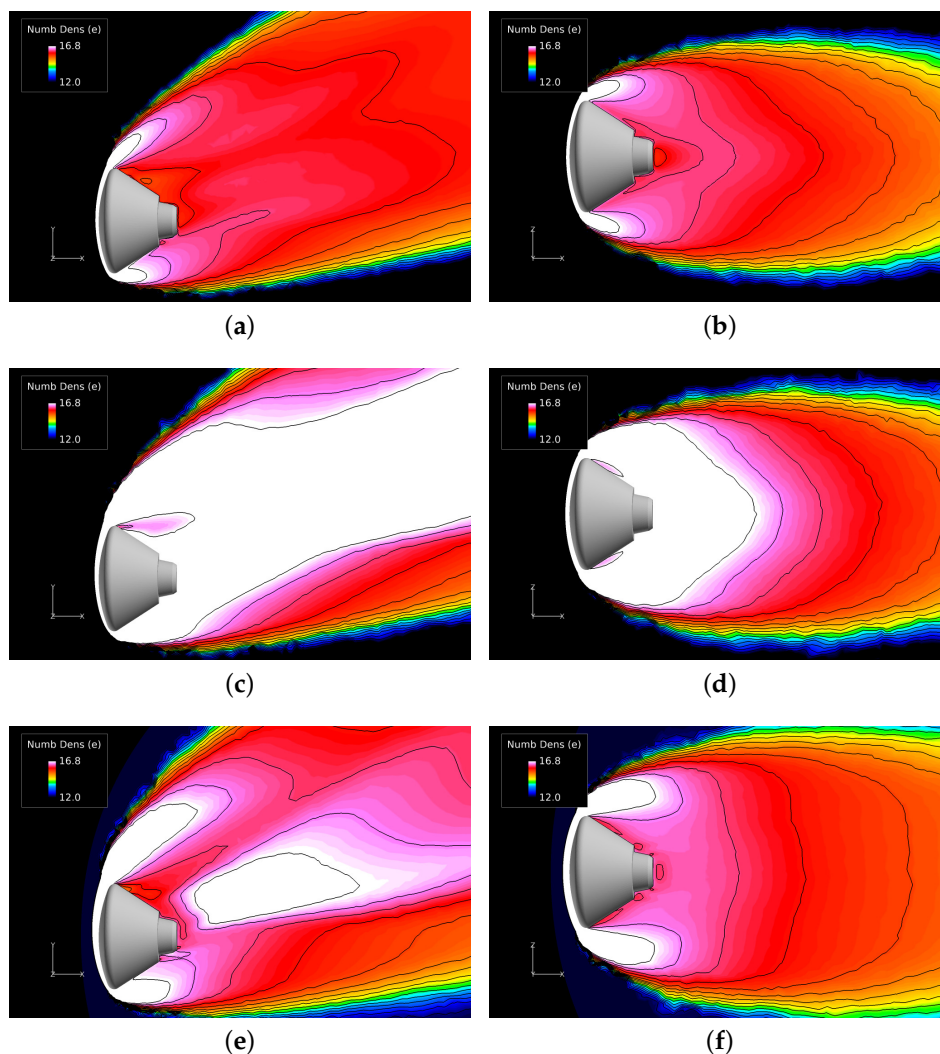 Numb Dens (e)
16.8
12.0
Y
Z X
(a)
Numb Dens (e)
16.8
12.0
Z
Y X
(b)
Numb Dens (e)
16.8
12.0
Y
Z X
(c)
Numb Dens (e)
16.8
12.0
Z
Y X
(d)
Numb Dens (e)
16.8
12.0
Y
Z X
(e)
Numb Dens (e)
16.8
12.0
Z
Y X
(f)